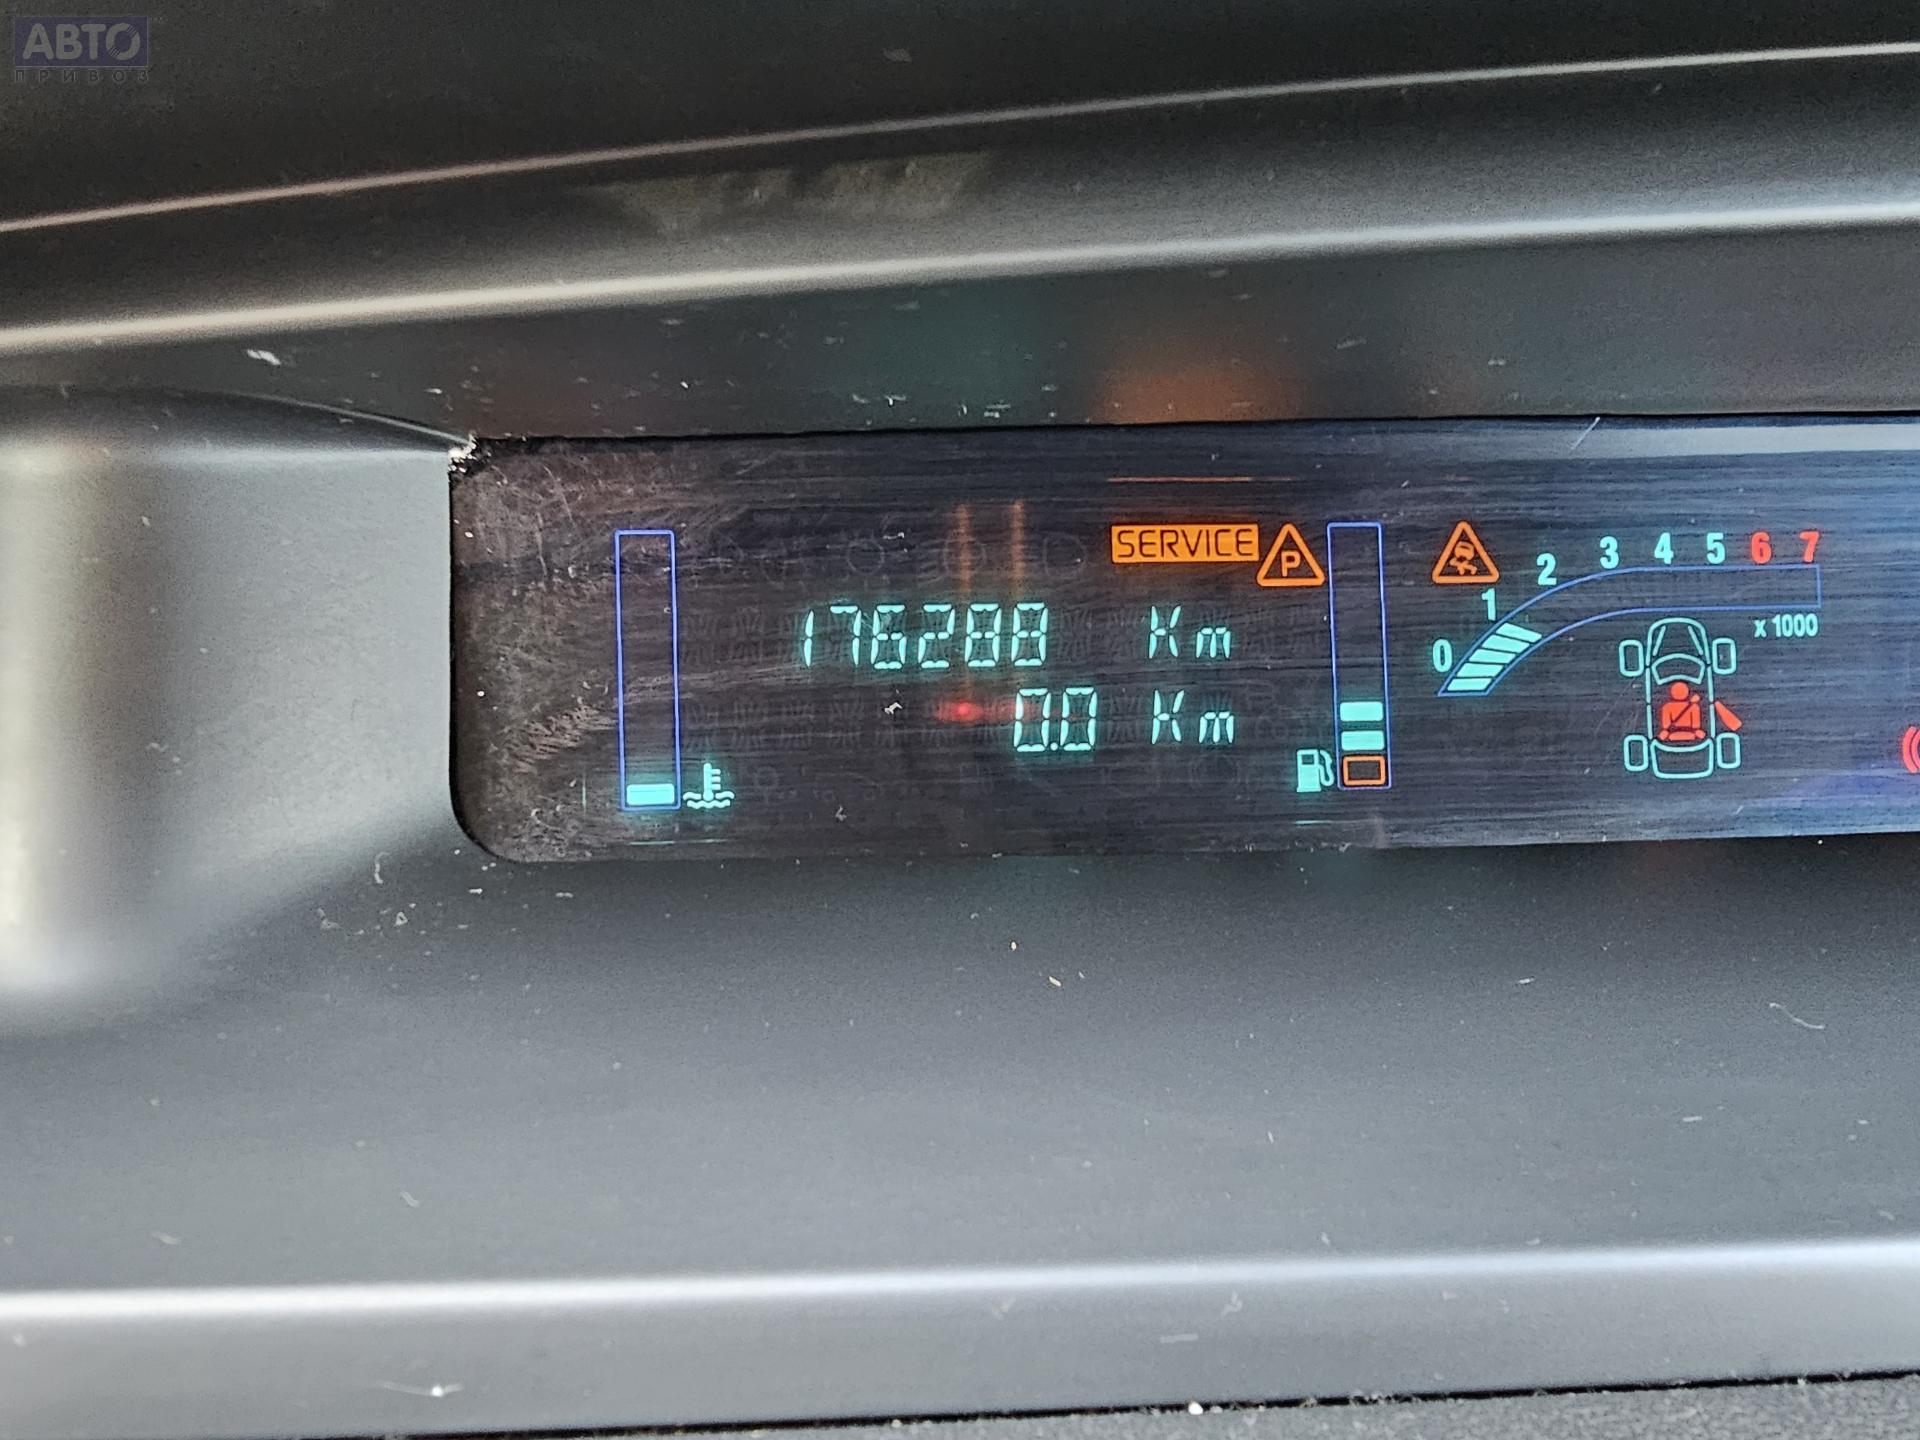 АВТО
ПРИВОЗ
SERVICE
P
176288 Km
0.0 Km
0 1 2 3 4 5 6 7
x 1000